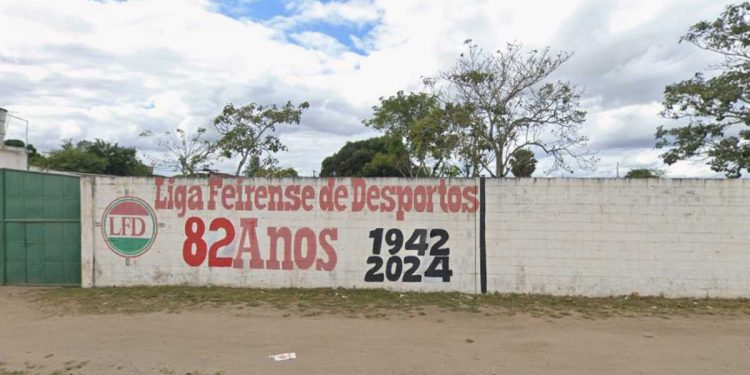 Liga Feirense de Desportos
LFD
82 Anos
1942
2024